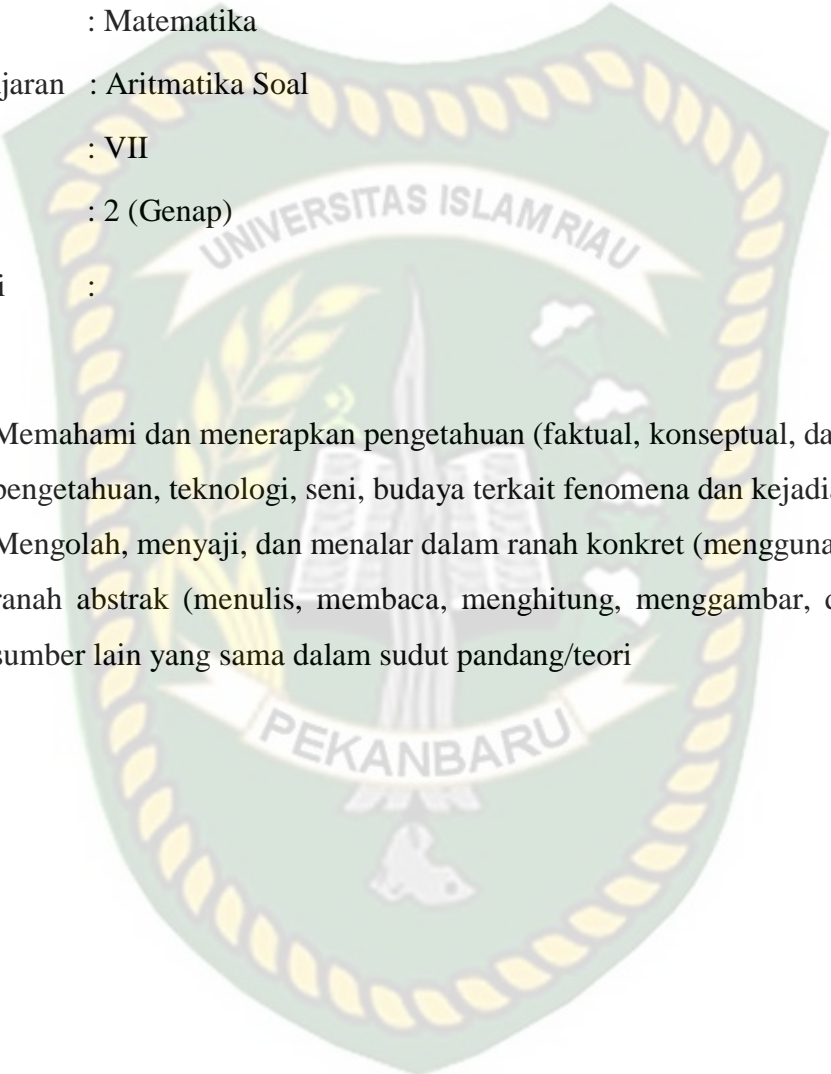 : Matematika
jaran : Aritmatika Soal
: VII
: 2 (Genap)
UNIVERSITAS ISLAM RIAU
i :
Memahami dan menerapkan pengetahuan (faktual, konseptual, da
pengetahuan, teknologi, seni, budaya terkait fenomena dan kejadia
Mengolah, menyaji, dan menalar dalam ranah konkret (mengguna
ranah abstrak (menulis, membaca, menghitung, menggambar, d
sumber lain yang sama dalam sudut pandang/teori
PEKANBARU